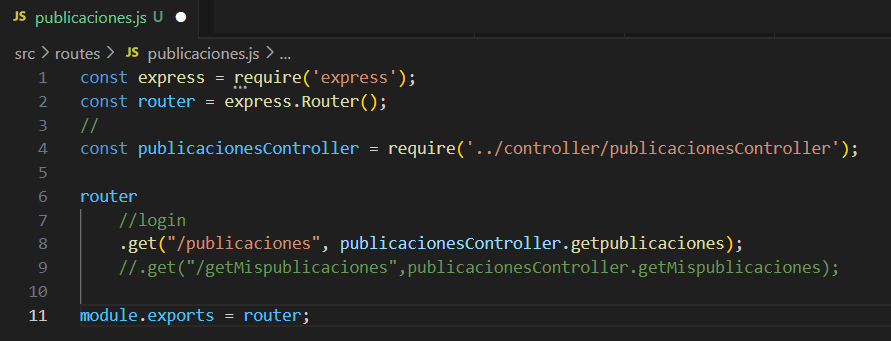 JS publicaciones.js U
src > routes > JS publicaciones.js > ...
1 const express = require('express');
2 const router = express.Router();
3 //
4 const publicacionesController = require('../controller/publicacionesController');
5
6 router
7 //login
8 .get("/publicaciones", publicacionesController.getpublicaciones);
9 //.get("/getMispublicaciones",publicacionesController.getMispublicaciones);
10
11 module.exports = router;